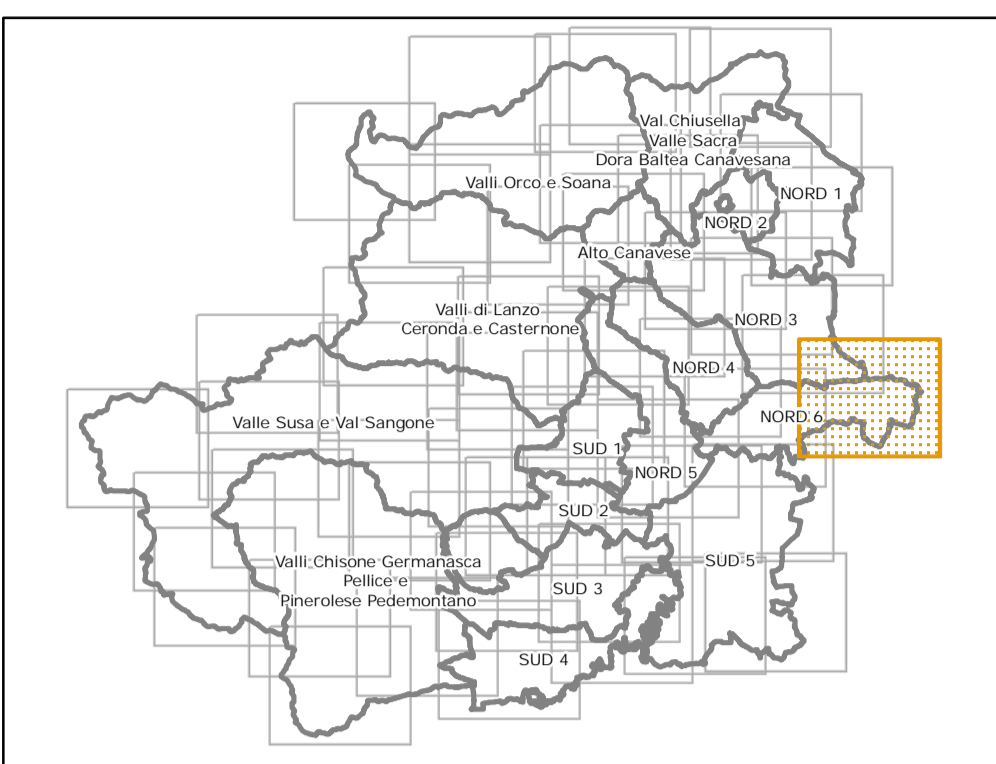 Val Chiusella
Valle Sacra
Dora Baltea Canavesana
Valli Orco e Soana
NORD 1
NORD 2
Alto Canavese
Valli di Lanzo
Ceronda e Casternone
NORD 3
NORD 4
NORD 6
Valle Susa e Val Sangone
SUD 1
NORD 5
SUD 2
Valli Chisone Germanasca
Pellice e
Pinerolese Pedemontano
SUD 5
SUD 3
SUD 4